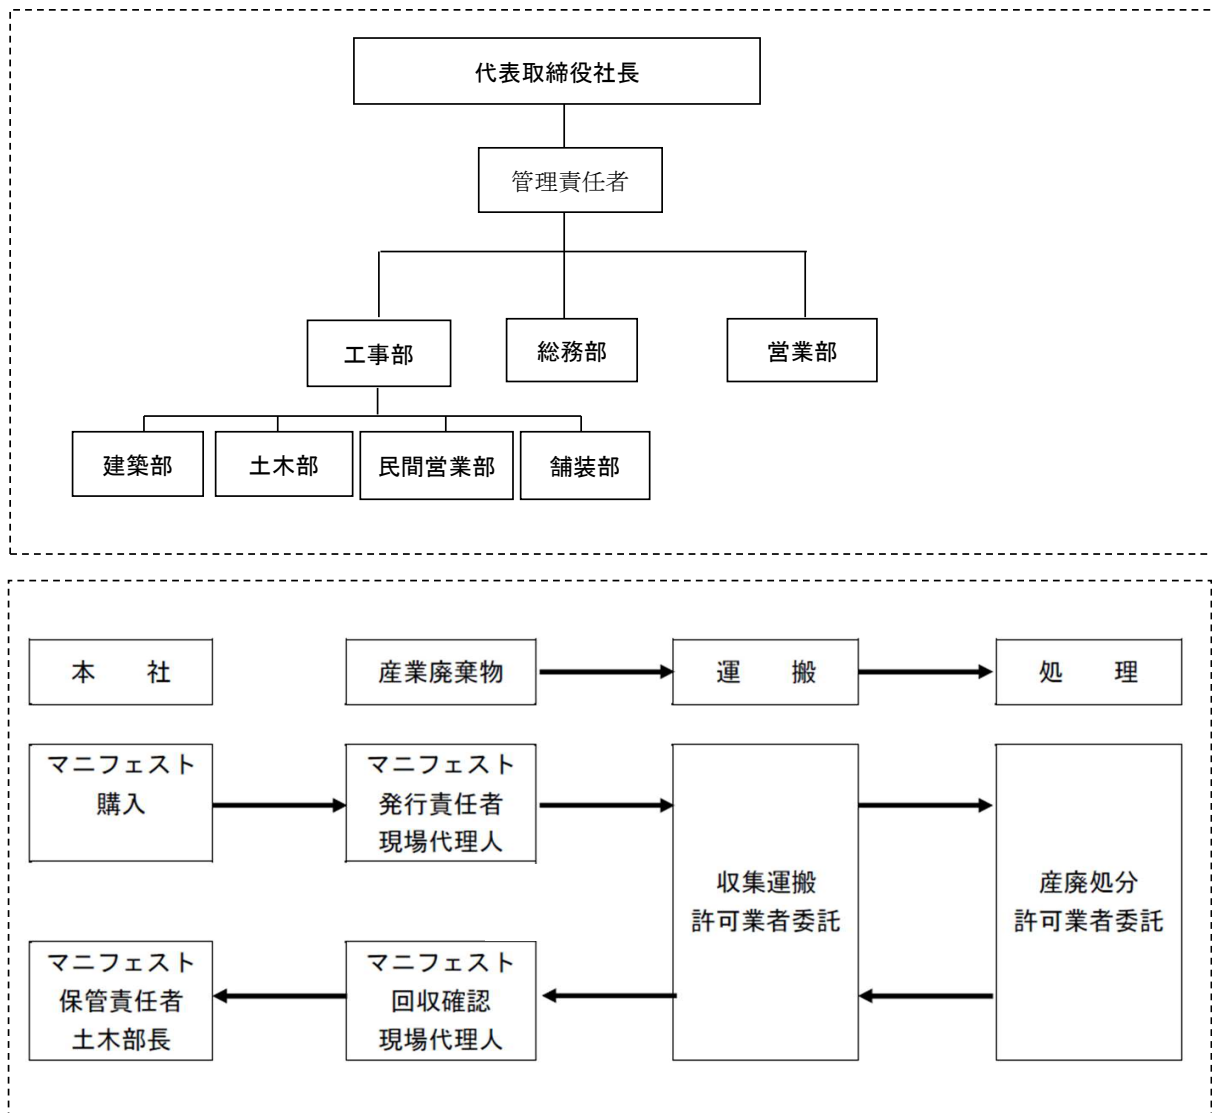 代表取締役社長
管理責任者
工事部
総務部
営業部
建築部
土木部
民間営業部
舗装部
本　　社
産業廃棄物
運　　搬
処　　理
マニフェスト
購入
マニフェスト
発行責任者
現場代理人
収集運搬
許可業者委託
産廃処分
許可業者委託
マニフェスト
保管責任者
土木部長
マニフェスト
回収確認
現場代理人